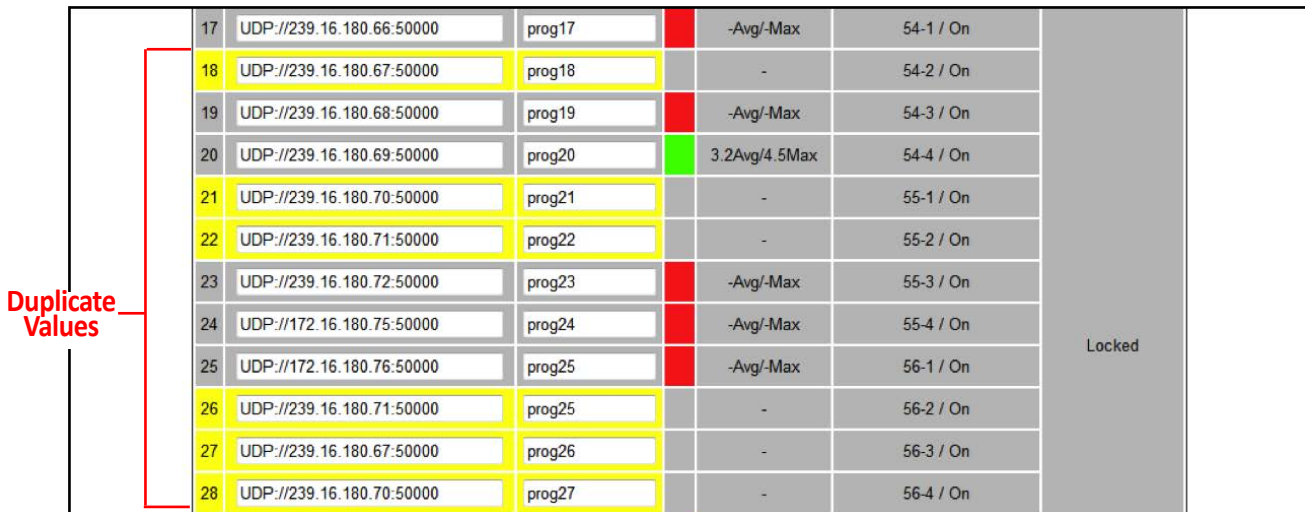 17 UDP://239.16.180.66:50000 prog17 -Avg/-Max 54-1 / On
18 UDP://239.16.180.67:50000 prog18 - 54-2 / On
19 UDP://239.16.180.68:50000 prog19 -Avg/-Max 54-3 / On
20 UDP://239.16.180.69:50000 prog20 3.2Avg/4.5Max 54-4 / On
21 UDP://239.16.180.70:50000 prog21 - 55-1 / On
22 UDP://239.16.180.71:50000 prog22 - 55-2 / On
23 UDP://239.16.180.72:50000 prog23 -Avg/-Max 55-3 / On
Duplicate
Values
24 UDP://172.16.180.75:50000 prog24 -Avg/-Max 55-4 / On
Locked
25 UDP://172.16.180.76:50000 prog25 -Avg/-Max 56-1 / On
26 UDP://239.16.180.71:50000 prog25 - 56-2 / On
27 UDP://239.16.180.67:50000 prog26 - 56-3 / On
28 UDP://239.16.180.70:50000 prog27 - 56-4 / On